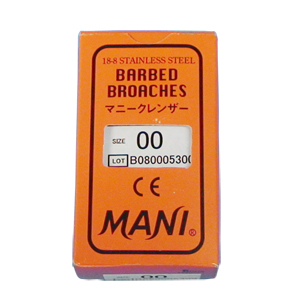 18-8 STAINLESS STEEL
BARBED
BROACHES
マニークレンザー
SIZE 00
LOT B080005300
CE
MANI®
00